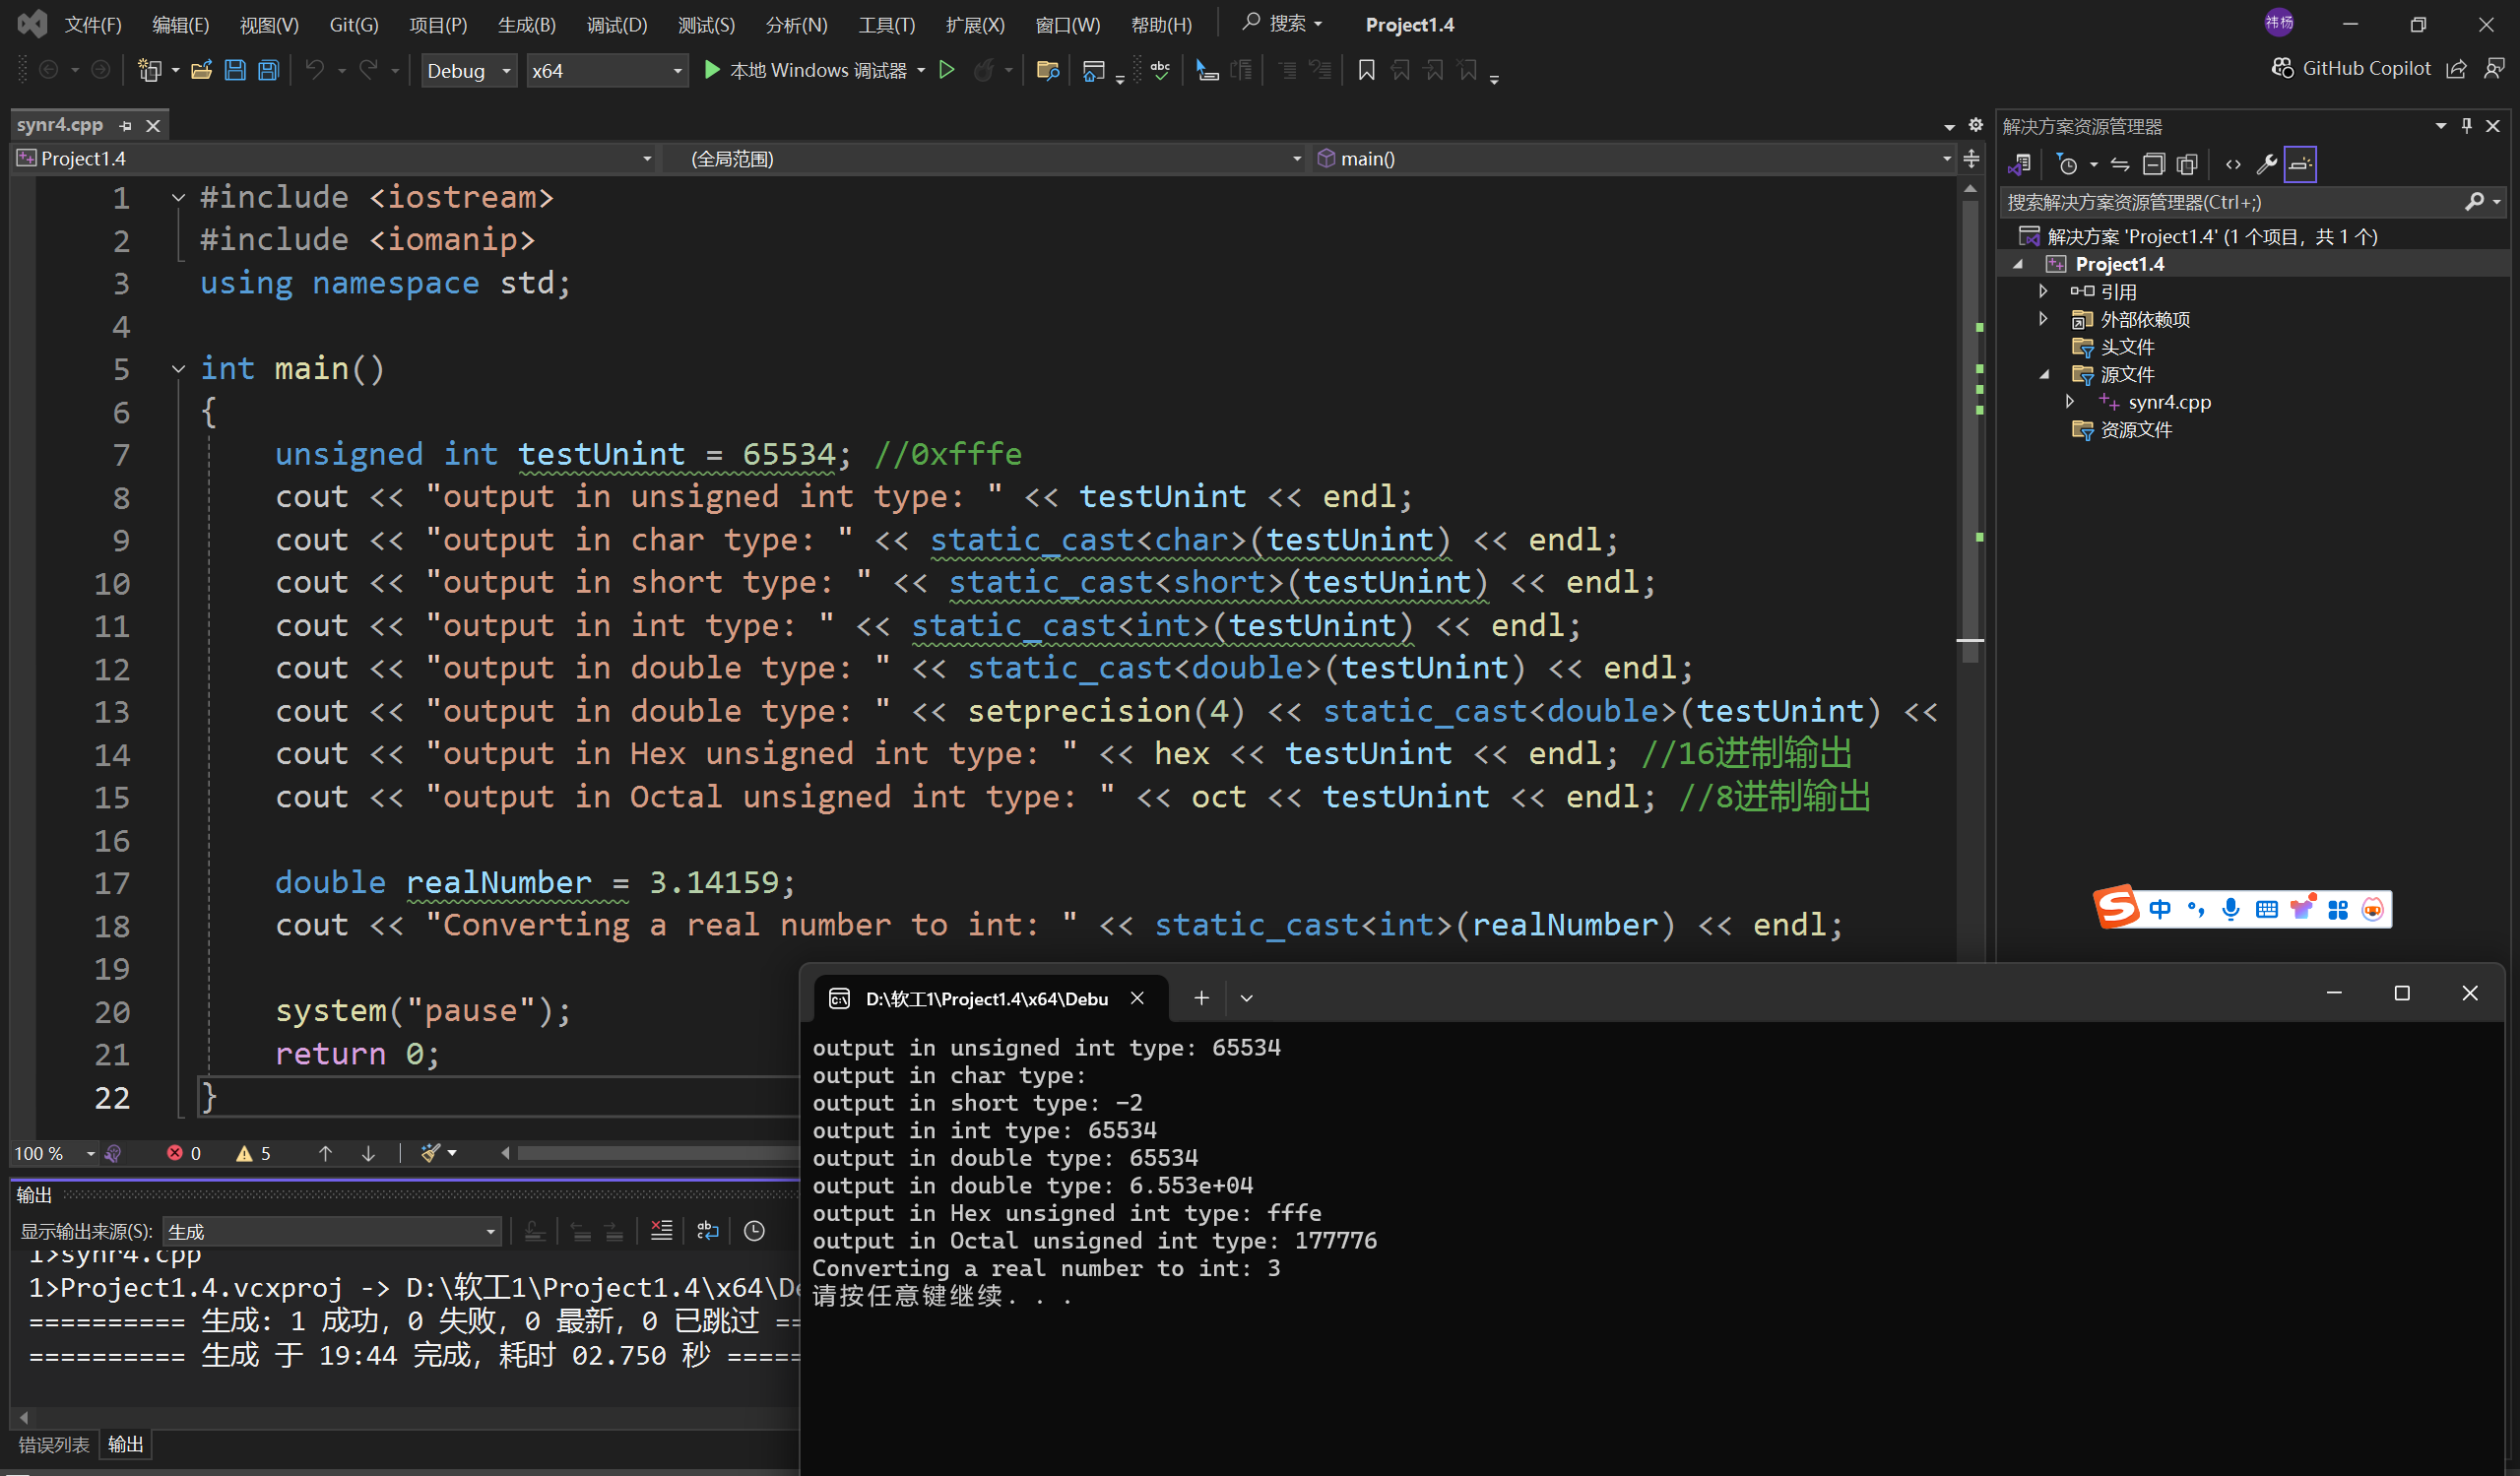 文件(F) 编辑(E) 视图(V) Git(G) 项目(P) 生成(B) 调试(D) 测试(S) 分析(N) 工具(T) 扩展(X) 窗口(W) 帮助(H) 搜索 Project1.4 祎杨
Debug x64 本地 Windows 调试器 abc GitHub Copilot
synr4.cpp
Project1.4 (全局范围) main()
1 #include <iostream>
2 #include <iomanip>
3 using namespace std;
4
5 int main()
6 {
7 unsigned int testUnint = 65534; //0xfffe
8 cout << "output in unsigned int type: " << testUnint << endl;
9 cout << "output in char type: " << static_cast<char>(testUnint) << endl;
10 cout << "output in short type: " << static_cast<short>(testUnint) << endl;
11 cout << "output in int type: " << static_cast<int>(testUnint) << endl;
12 cout << "output in double type: " << static_cast<double>(testUnint) << endl;
13 cout << "output in double type: " << setprecision(4) << static_cast<double>(testUnint) <<
14 cout << "output in Hex unsigned int type: " << hex << testUnint << endl; //16进制输出
15 cout << "output in Octal unsigned int type: " << oct << testUnint << endl; //8进制输出
16
17 double realNumber = 3.14159;
18 cout << "Converting a real number to int: " << static_cast<int>(realNumber) << endl;
19
20 system("pause");
21 return 0;
22 }
100 % 0 5
输出
显示输出来源(S): 生成
1>synr4.cpp
1>Project1.4.vcxproj -> D:\软工1\Project1.4\x64\De
========== 生成: 1 成功，0 失败，0 最新，0 已跳过 ==
========== 生成 于 19:44 完成，耗时 02.750 秒 =====
错误列表 输出
解决方案资源管理器
搜索解决方案资源管理器(Ctrl+;)
解决方案 'Project1.4' (1 个项目，共 1 个)
Project1.4
引用
外部依赖项
头文件
源文件
synr4.cpp
资源文件
S 中
D:\软工1\Project1.4\x64\Debu
output in unsigned int type: 65534
output in char type:
output in short type: -2
output in int type: 65534
output in double type: 65534
output in double type: 6.553e+04
output in Hex unsigned int type: fffe
output in Octal unsigned int type: 177776
Converting a real number to int: 3
请按任意键继续. . .